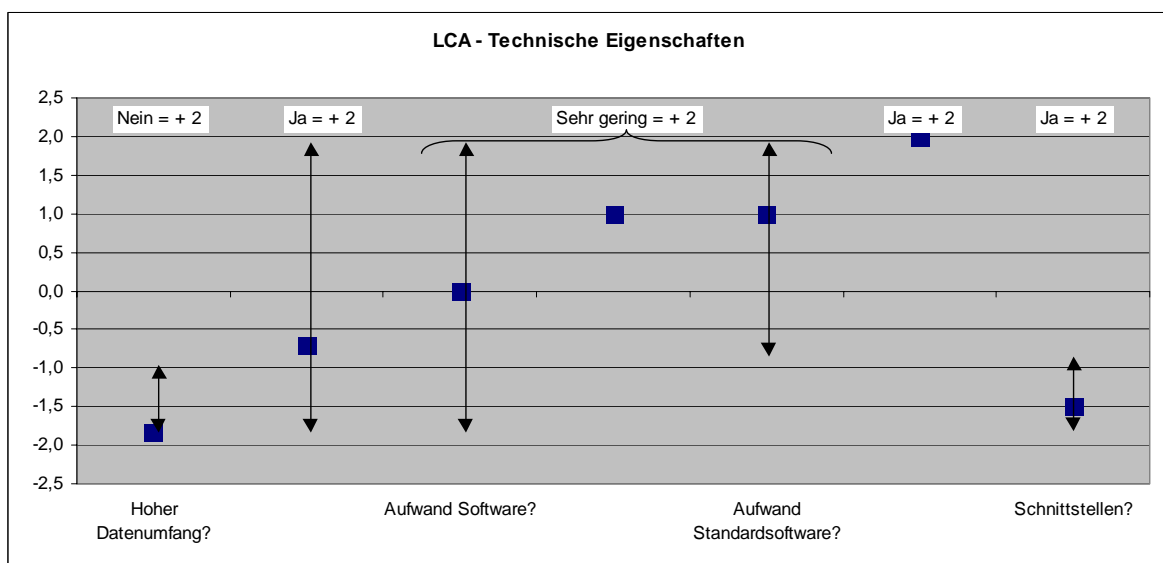 LCA - Technische Eigenschaften
2,5
2,0
1,5
1,0
0,5
0,0
-0,5
-1,0
-1,5
-2,0
-2,5
Nein = + 2
Ja = + 2
Sehr gering = + 2
Ja = + 2
Ja = + 2
Hoher
Datenumfang?
Aufwand Software?
Aufwand
Standardsoftware?
Schnittstellen?